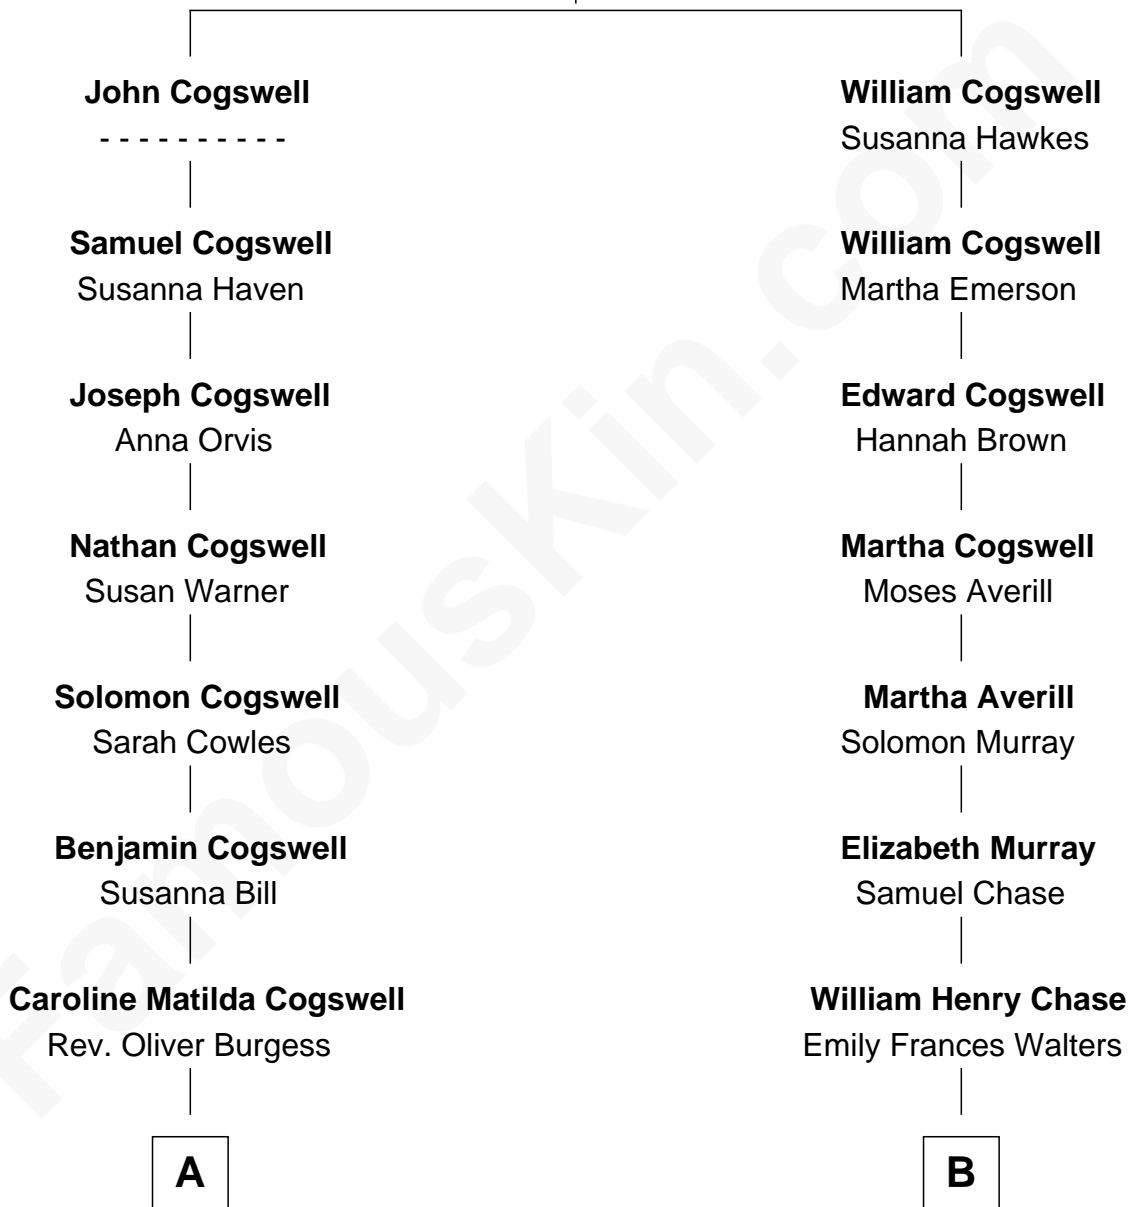 John Cogswell
- - - - - - - - - -
Samuel Cogswell
Susanna Haven
Joseph Cogswell
Anna Orvis
Nathan Cogswell
Susan Warner
Solomon Cogswell
Sarah Cowles
Benjamin Cogswell
Susanna Bill
Caroline Matilda Cogswell
Rev. Oliver Burgess
A
William Cogswell
Susanna Hawkes
William Cogswell
Martha Emerson
Edward Cogswell
Hannah Brown
Martha Cogswell
Moses Averill
Martha Averill
Solomon Murray
Elizabeth Murray
Samuel Chase
William Henry Chase
Emily Frances Walters
B
FamousKin.com